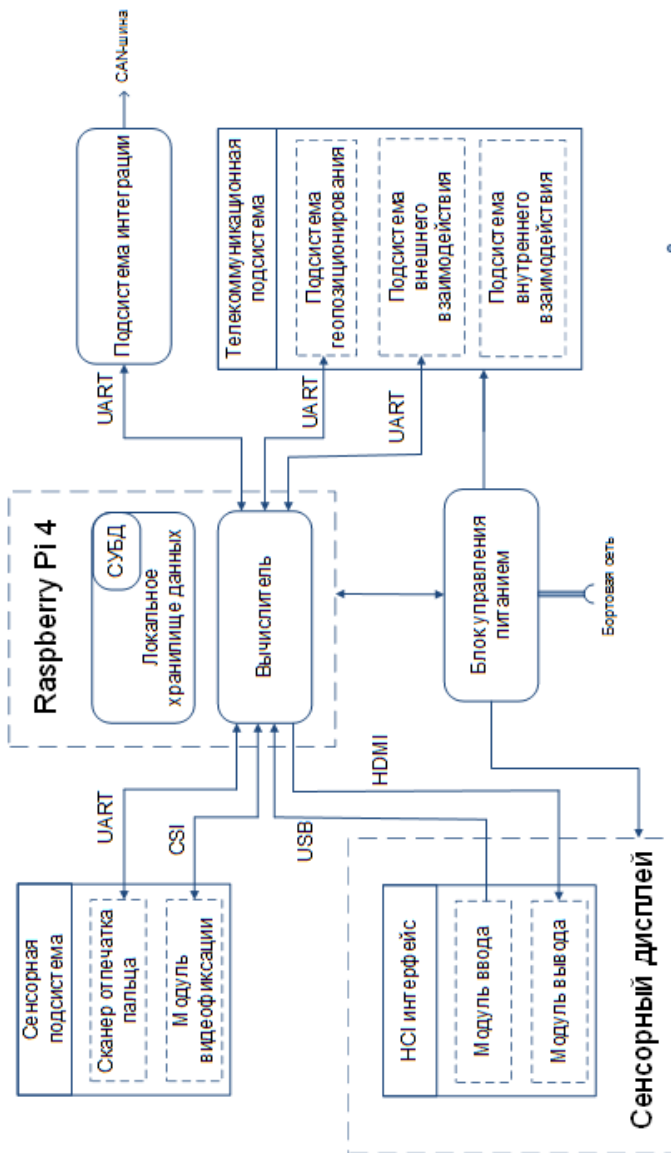 Сенсорная
подсистема
Сканер отпечатка
пальца
Модуль
видеофиксации
UART
CSI
USB
HDMI
HCI интерфейс
Модуль ввода
Модуль вывода
Сенсорный дисплей
Raspberry Pi 4
СУБД
Локальное
хранилище данных
Вычислитель
Блок управления
питанием
Бортовая сеть
UART
UART
UART
Подсистема интеграции
CAN-шина
Телекоммуникационная
подсистема
Подсистема
геопозиционирования
Подсистема
внешнего
взаимодействия
Подсистема
внутреннего
взаимодействия